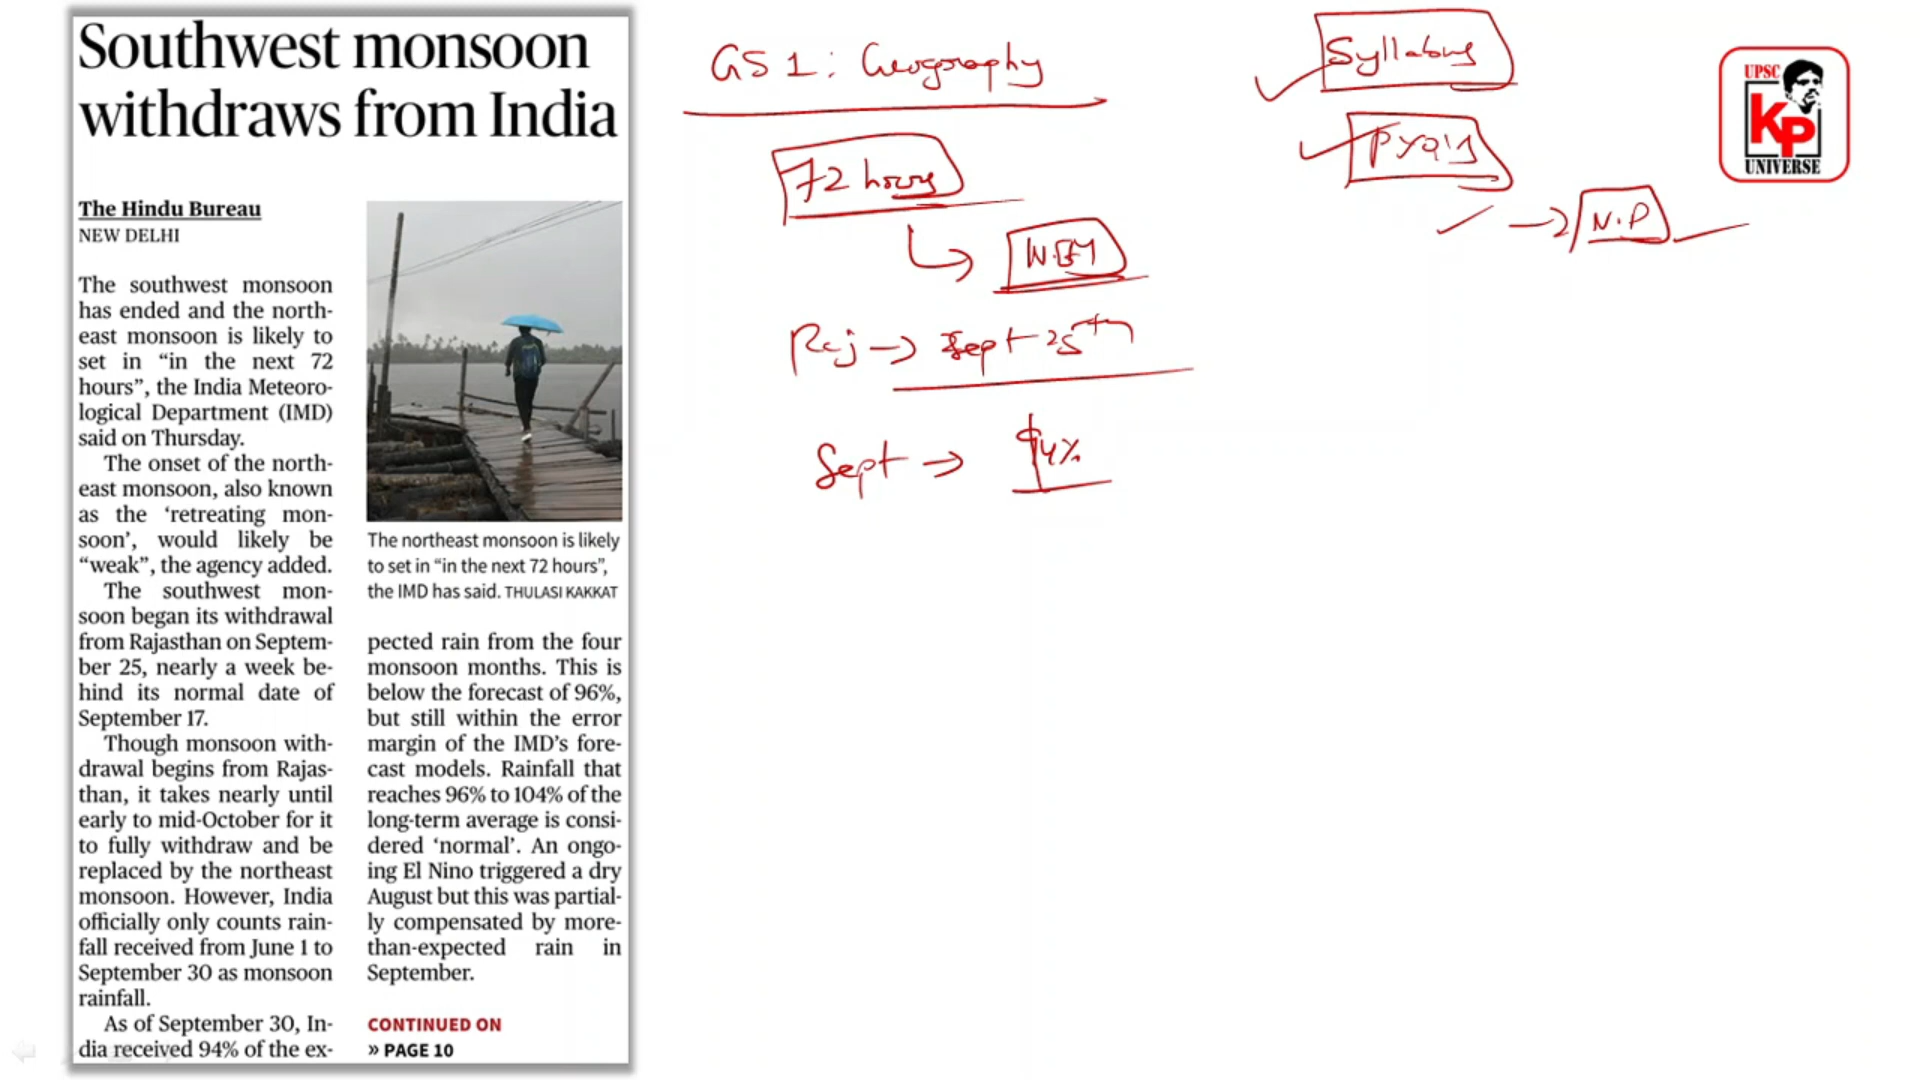 Southwest monsoon
withdraws from India
The Hindu Bureau
NEW DELHI
The southwest monsoon
has ended and the north-
east monsoon is likely to
set in “in the next 72
hours”, the India Meteoro-
logical Department (IMD)
said on Thursday.
The onset of the north-
east monsoon, also known
as the ‘retreating mon-
soon’, would likely be
“weak”, the agency added.
The southwest mon-
soon began its withdrawal
from Rajasthan on Septem-
ber 25, nearly a week be-
hind its normal date of
September 17.
Though monsoon with-
drawal begins from Rajas-
than, it takes nearly until
early to mid-October for it
to fully withdraw and be
replaced by the northeast
monsoon. However, India
officially only counts rain-
fall received from June 1 to
September 30 as monsoon
rainfall.
As of September 30, In-
dia received 94% of the ex-
The northeast monsoon is likely
to set in “in the next 72 hours”,
the IMD has said. THULASI KAKKAT
pected rain from the four
monsoon months. This is
below the forecast of 96%,
but still within the error
margin of the IMD’s fore-
cast models. Rainfall that
reaches 96% to 104% of the
long-term average is consi-
dered ‘normal’. An ongo-
ing El Nino triggered a dry
August but this was partial-
ly compensated by more-
than-expected rain in
September.
CONTINUED ON
» PAGE 10
GS 1: Geography
72 hours
N.E.M
Raj → Sept 25th
Sept → 94%
Syllabus
PYQ's
→ N.P
UPSC
KP
UNIVERSE